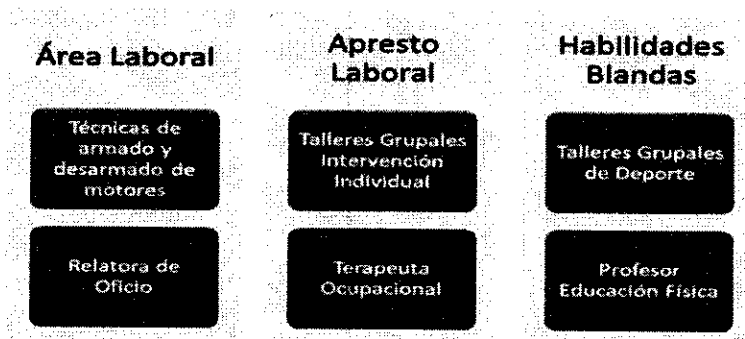 Área Laboral
Técnicas de
armado y
desarmado de
motores
Relatora de
Oficio
Apresto
Laboral
Talleres Grupales
Intervención
Individual
Terapeuta
Ocupacional
Habilidades
Blandas
Talleres Grupales
de Deporte
Profesor
Educación Física